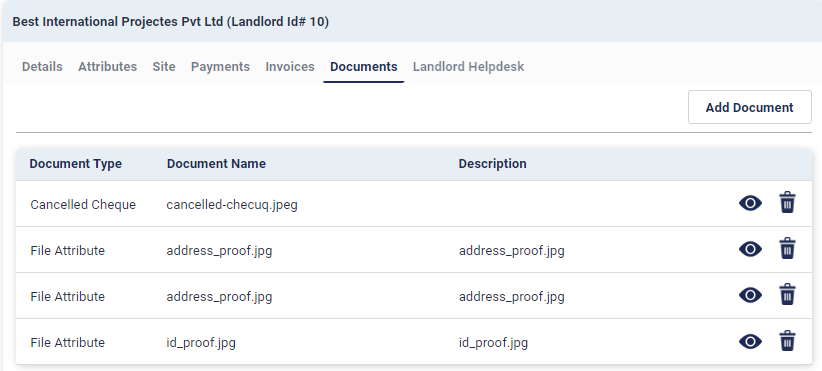 Best International Projectes Pvt Ltd (Landlord Id# 10)
Details Attributes Site Payments Invoices Documents Landlord Helpdesk
Add Document
Document Type Document Name Description
Cancelled Cheque cancelled-checuq.jpeg
File Attribute address_proof.jpg address_proof.jpg
File Attribute address_proof.jpg address_proof.jpg
File Attribute id_proof.jpg id_proof.jpg